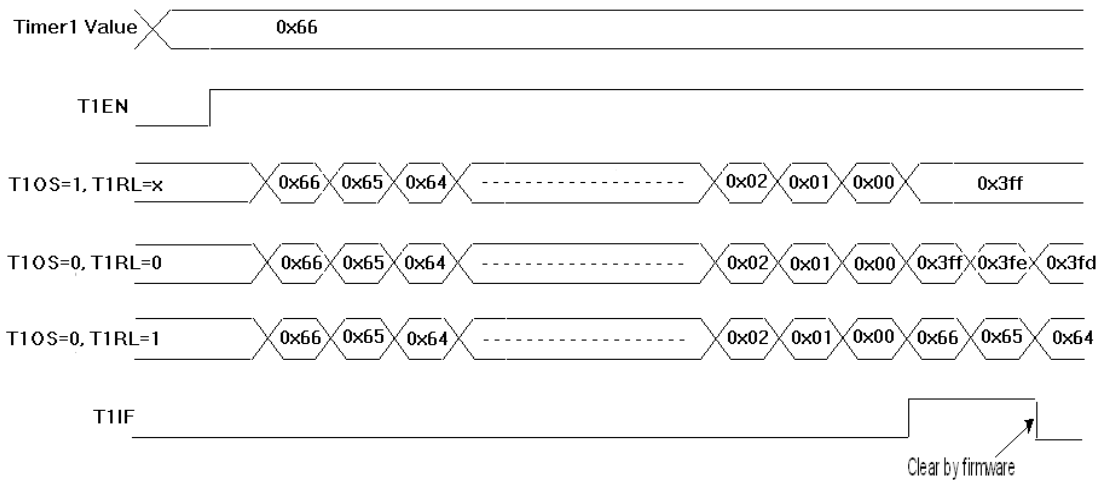 Timer1 Value 0x66
T1EN
T1OS=1, T1RL=x 0x66 0x65 0x64 0x02 0x01 0x00 0x3ff
T1OS=0, T1RL=0 0x66 0x65 0x64 0x02 0x01 0x00 0x3ff 0x3fe 0x3fd
T1OS=0, T1RL=1 0x66 0x65 0x64 0x02 0x01 0x00 0x66 0x65 0x64
T1IF
Clear by firmware